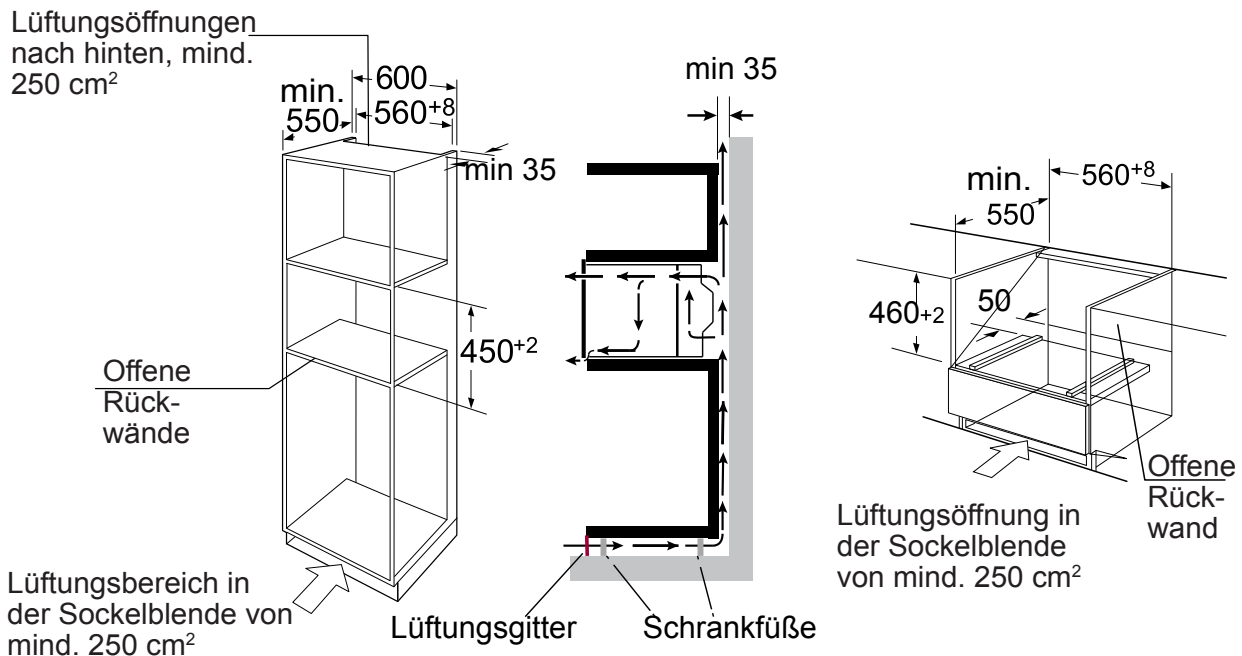 Lüftungsöffnungen
nach hinten, mind.
250 cm²
600
min.
550
560+8
min 35
450+2
Offene
Rück-
wände
Lüftungsbereich in
der Sockelblende von
mind. 250 cm²
min 35
Lüftungsgitter
Schrankfüße
min.
550
560+8
460+2
50
Offene
Rück-
wand
Lüftungsöffnung in
der Sockelblende
von mind. 250 cm²